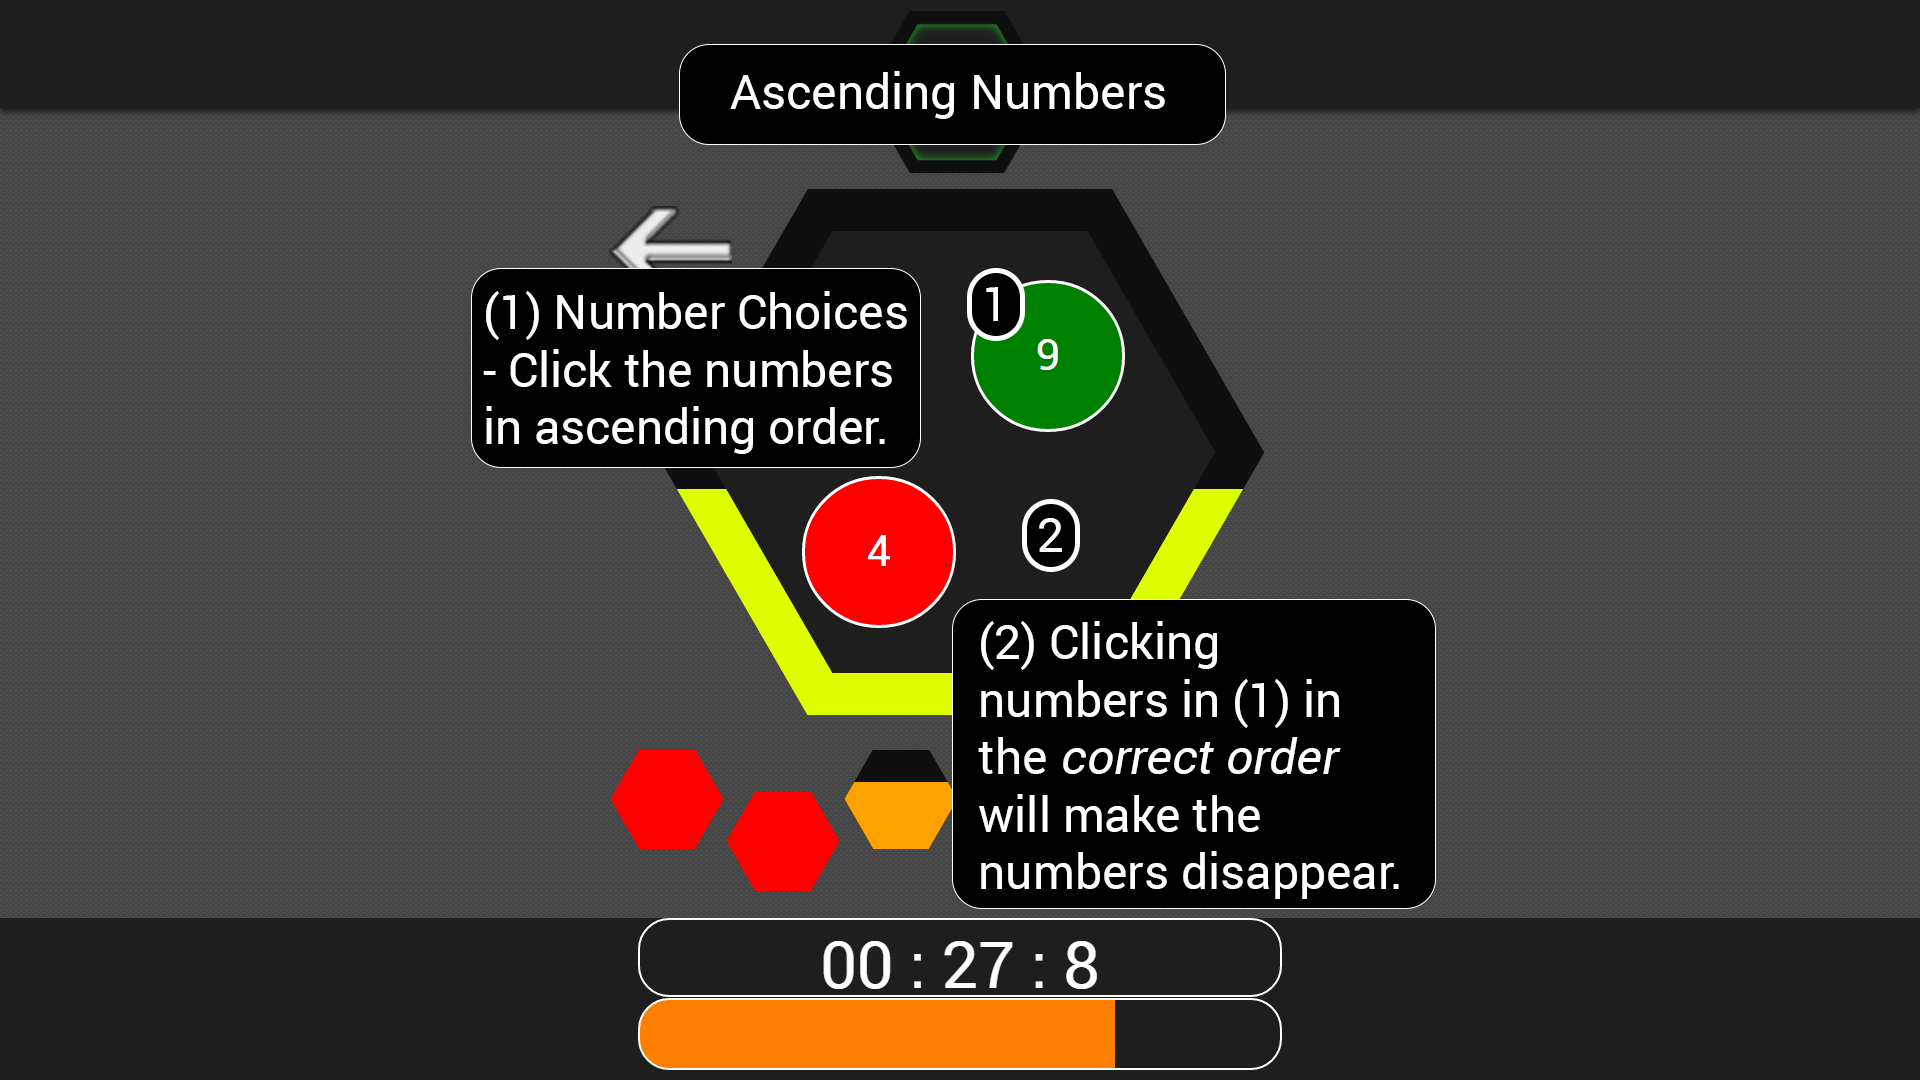 Ascending Numbers
(1) Number Choices
- Click the numbers
in ascending order.
1
9
4
2
(2) Clicking
numbers in (1) in
the correct order
will make the
numbers disappear.
00 : 27 : 8